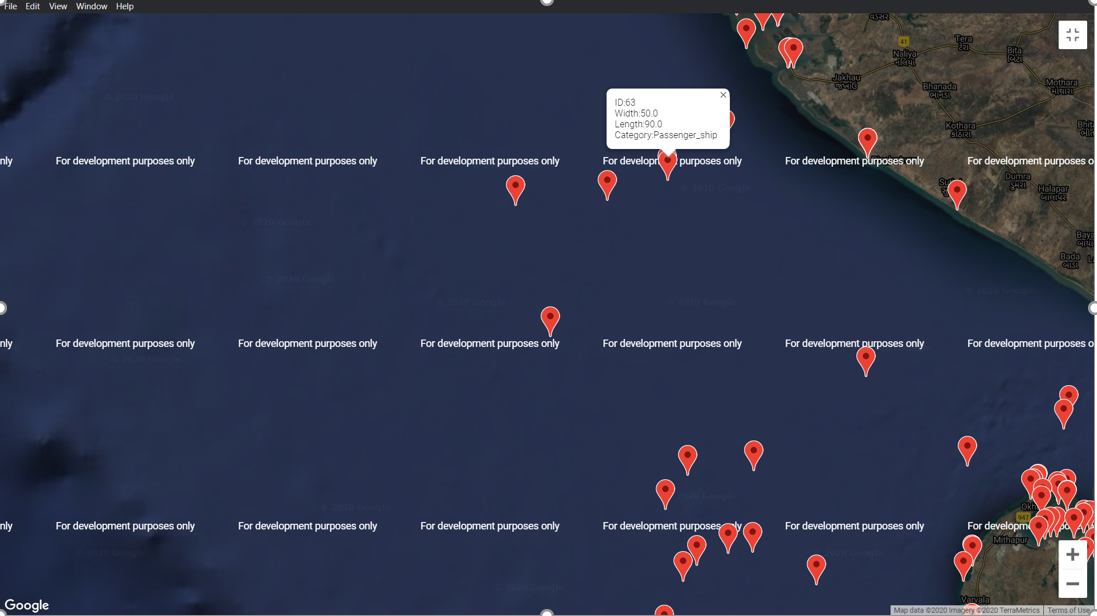 File Edit View Window Help
41
Naliya
Tera
Bita
Jakhau
Bhanada
Mothara
Kothara
ID:63
Width:50.0
Length:90.0
Category:Passenger_ship
only For development purposes only For development purposes only For development purposes only For development purposes only For development purposes only For development purposes o
Dumra
Halapar
© 2020 Google
Bada
only For development purposes only For development purposes only For development purposes only For development purposes only For development purposes only For development purposes o
only For development purposes only For development purposes only For development purposes only For development purposes only For development purposes only
Mithapur
Varvala
Google
Map data ©2020 Imagery ©2020 TerraMetrics Terms of Use